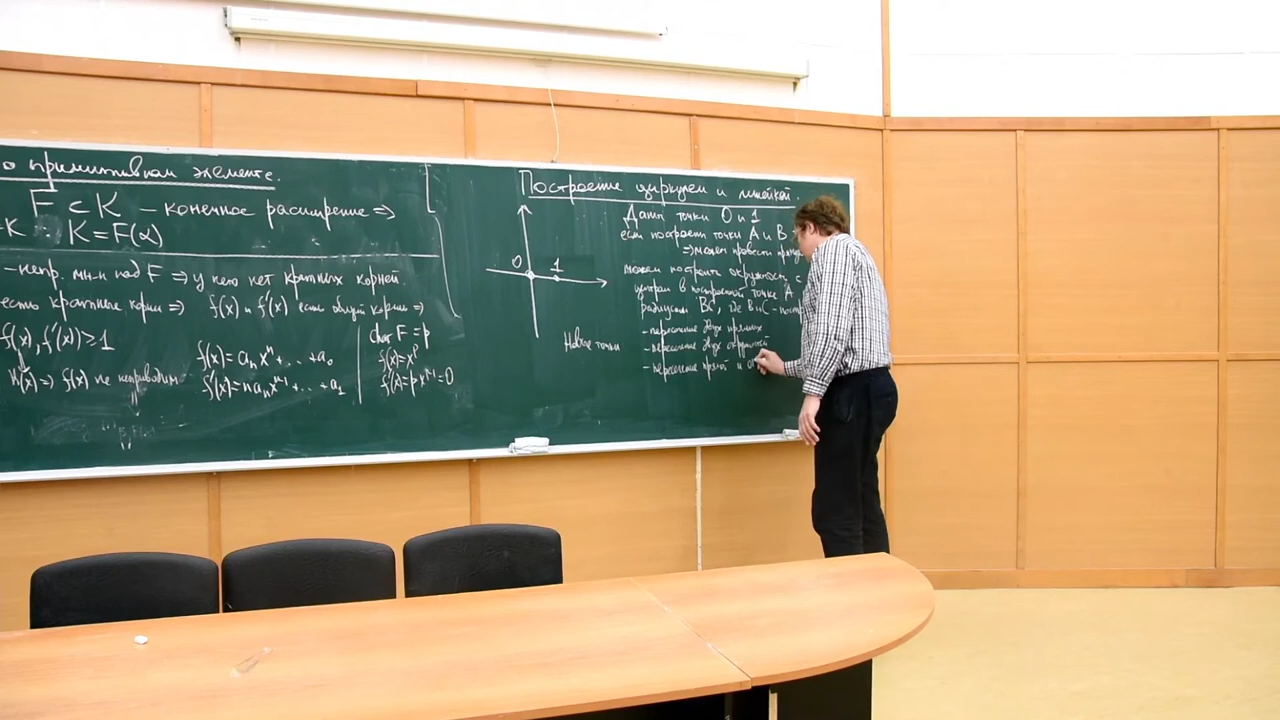 о примитивном элементе.
F ⊂ K – конечное расширение ⇒
K = F(α)
– непр. мн-н над F ⇒ у него нет кратных корней.
есть кратные корни ⇒ f(x) и f'(x) есть общий корень ⇒
f(x), f'(x)) ≥ 1
⇒ f(x) не неприводим
f(x) = aₙxⁿ + . . . + a₀
f'(x) = naₙxⁿ⁻¹ + . . . + a₁
char F = p
f(x) = xᵖ
f'(x) = pxᵖ⁻¹ = 0
Построение циркулем и линейкой.
0 1
Даны точки 0 и 1
если построены точки A и B
⇒ можем провести прямую
можем построить окружность с
центром в построенной точке A
радиусом BC, где B и C – постр
Новые точки
– пересечение двух прямых
– пересечение двух окружностей
– пересечение прямой и о